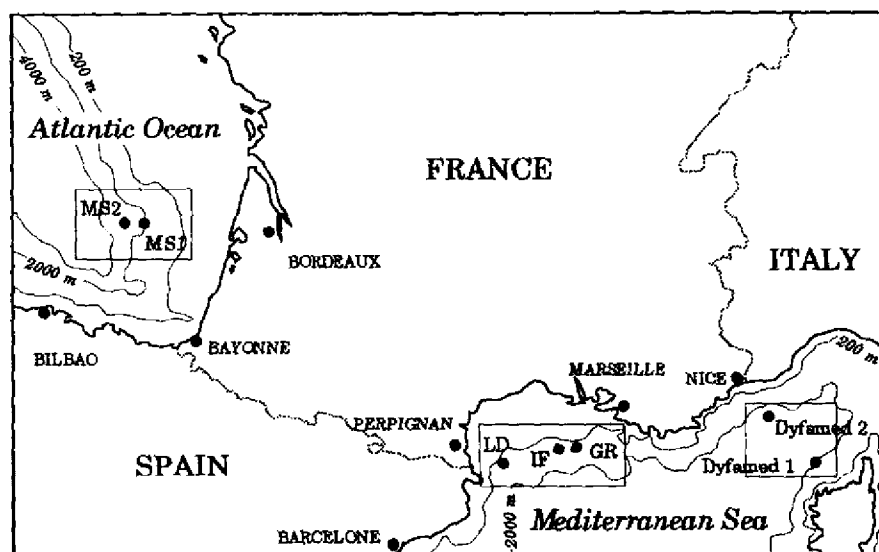 200 m
4000 m
Atlantic Ocean
FRANCE
MS2
MS1
BORDEAUX
ITALY
2000 m
BILBAO
BAYONNE
200 m
MARSEILLE
NICE
PERPIGNAN
LD
IF
GR
Dyfamed 2
Dyfamed 1
SPAIN
2000 m
Mediterranean Sea
BARCELONE